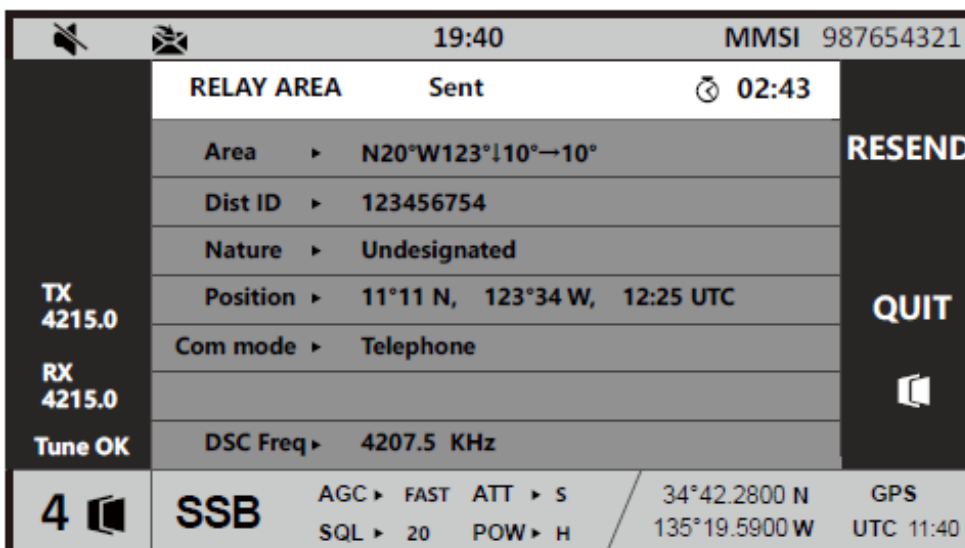 19:40 MMSI 987654321
RELAY AREA Sent 02:43
RESEND
Area ▸ N20°W123°↓10°→10°
Dist ID ▸ 123456754
Nature ▸ Undesignated
Position ▸ 11°11 N, 123°34 W, 12:25 UTC
Com mode ▸ Telephone
DSC Freq ▸ 4207.5 KHz
TX
4215.0
RX
4215.0
Tune OK
QUIT
4 SSB
AGC ▸ FAST ATT ▸ S
SQL ▸ 20 POW ▸ H
34°42.2800 N GPS
135°19.5900 W UTC 11:40